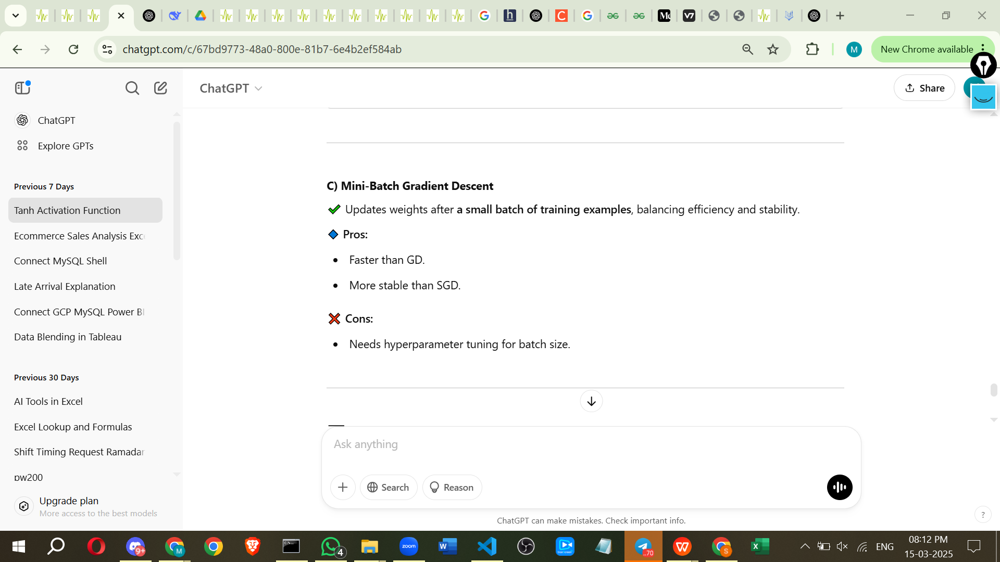 chatgpt.com/c/67bd9773-48a0-800e-81b7-6e4b2ef584ab
M
New Chrome available
ChatGPT
Share
ChatGPT
Explore GPTs
Previous 7 Days
Tanh Activation Function
Ecommerce Sales Analysis Exc
Connect MySQL Shell
Late Arrival Explanation
Connect GCP MySQL Power BI
Data Blending in Tableau
Previous 30 Days
AI Tools in Excel
Excel Lookup and Formulas
Shift Timing Request Ramadan
pw200
Upgrade plan
More access to the best models
C) Mini-Batch Gradient Descent
Updates weights after a small batch of training examples, balancing efficiency and stability.
Pros:
Faster than GD.
More stable than SGD.
Cons:
Needs hyperparameter tuning for batch size.
Ask anything
Search
Reason
ChatGPT can make mistakes. Check important info.
?
9+
M
4
zoom
W
..70
W
S
X
ENG
08:12 PM
15-03-2025